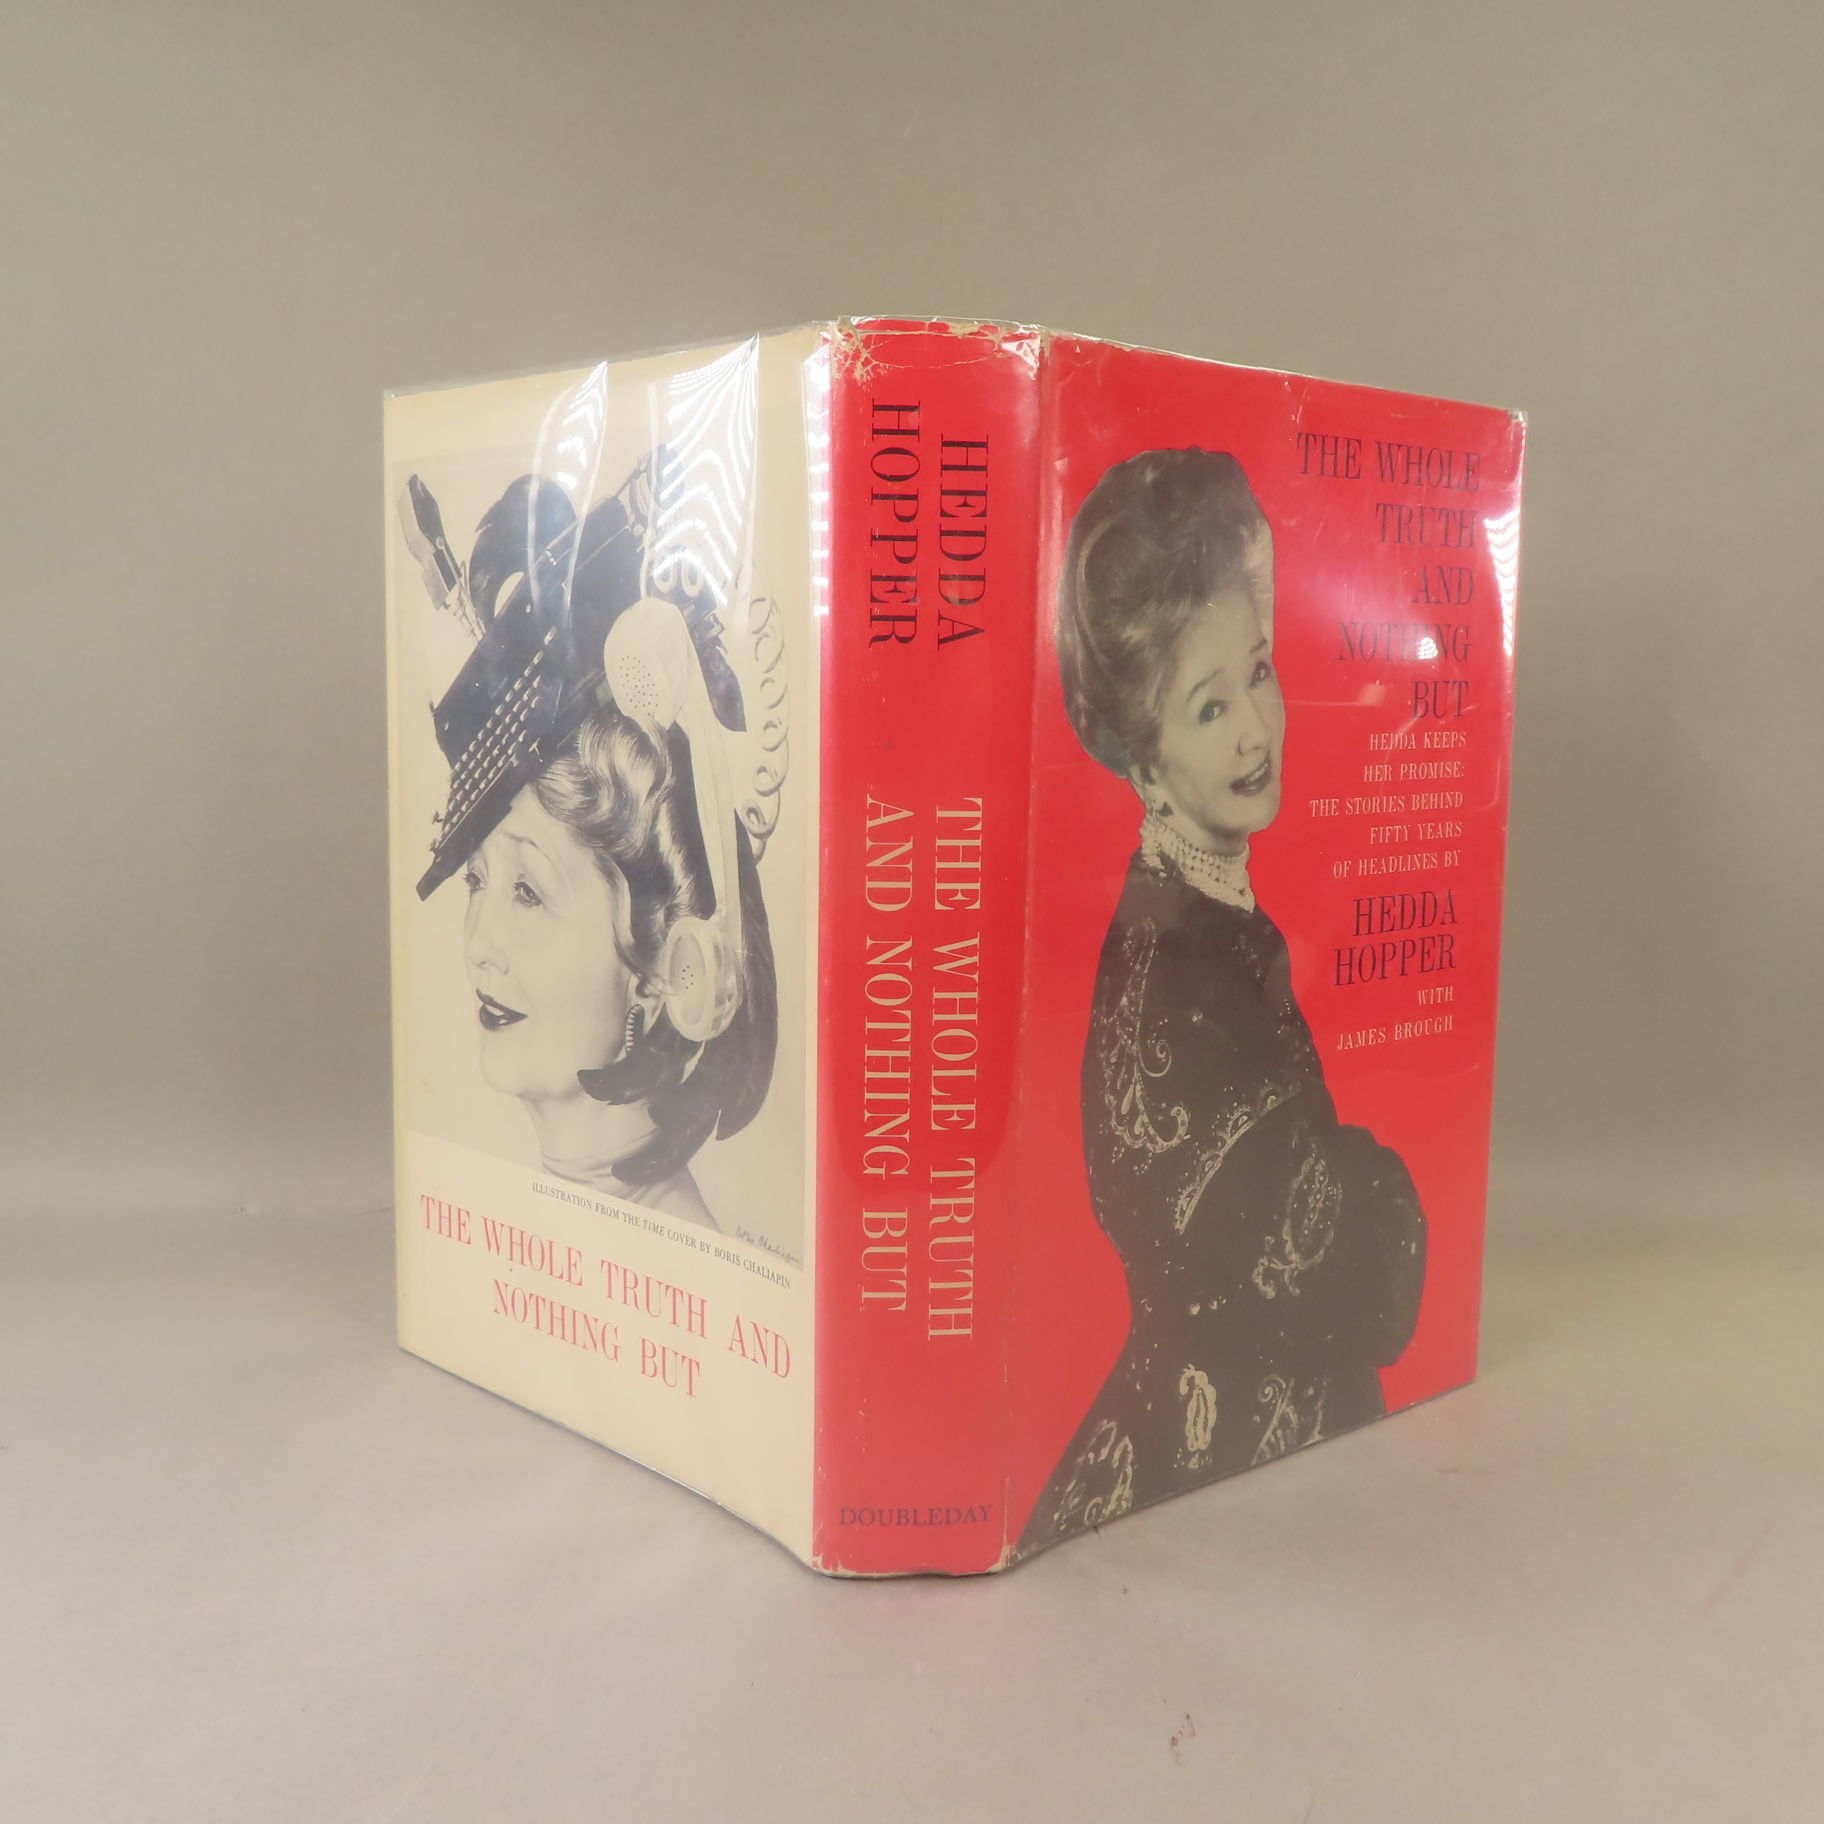 ILLUSTRATION FROM THE TIME COVER BY BORIS CHALIAPIN
Boris Chaliapin
THE WHOLE TRUTH AND
NOTHING BUT
HEDDA
HOPPER
THE WHOLE TRUTH
AND NOTHING BUT
DOUBLEDAY
THE WHOLE
TRUTH
AND
NOTHING
BUT
HEDDA KEEPS
HER PROMISE:
THE STORIES BEHIND
FIFTY YEARS
OF HEADLINES BY
HEDDA
HOPPER
WITH
JAMES BROUGH